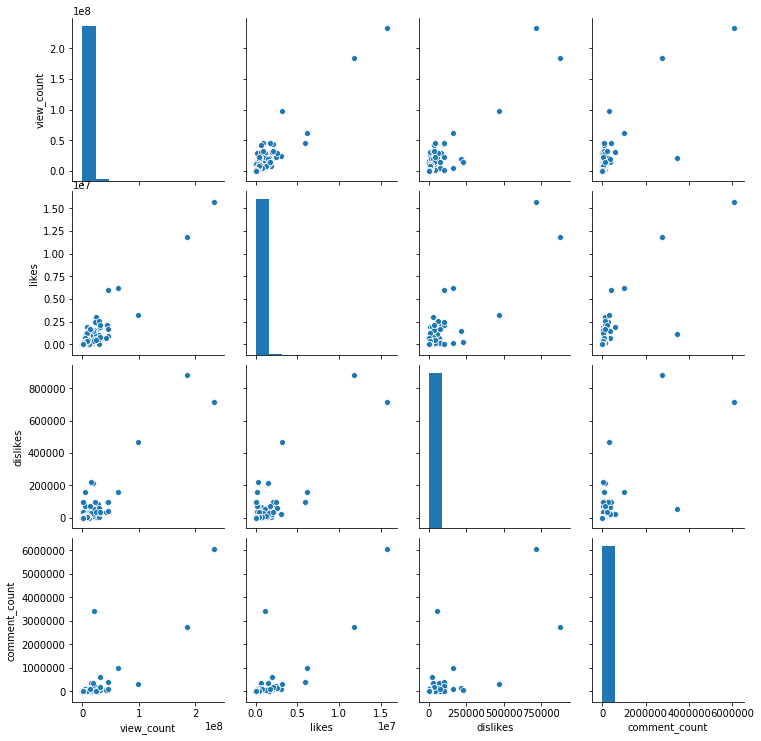 1e8
2.0
1.5
1.0
0.5
0.0
view_count
1e7
1.50
1.25
1.00
0.75
0.50
0.25
0.00
likes
800000
600000
400000
200000
0
dislikes
6000000
5000000
4000000
3000000
2000000
1000000
0
comment_count
0 2 0.0 0.5 1.0 1.5 0 250000 500000 750000 0 2000000 4000000 6000000
1e8 1e7
view_count likes dislikes comment_count